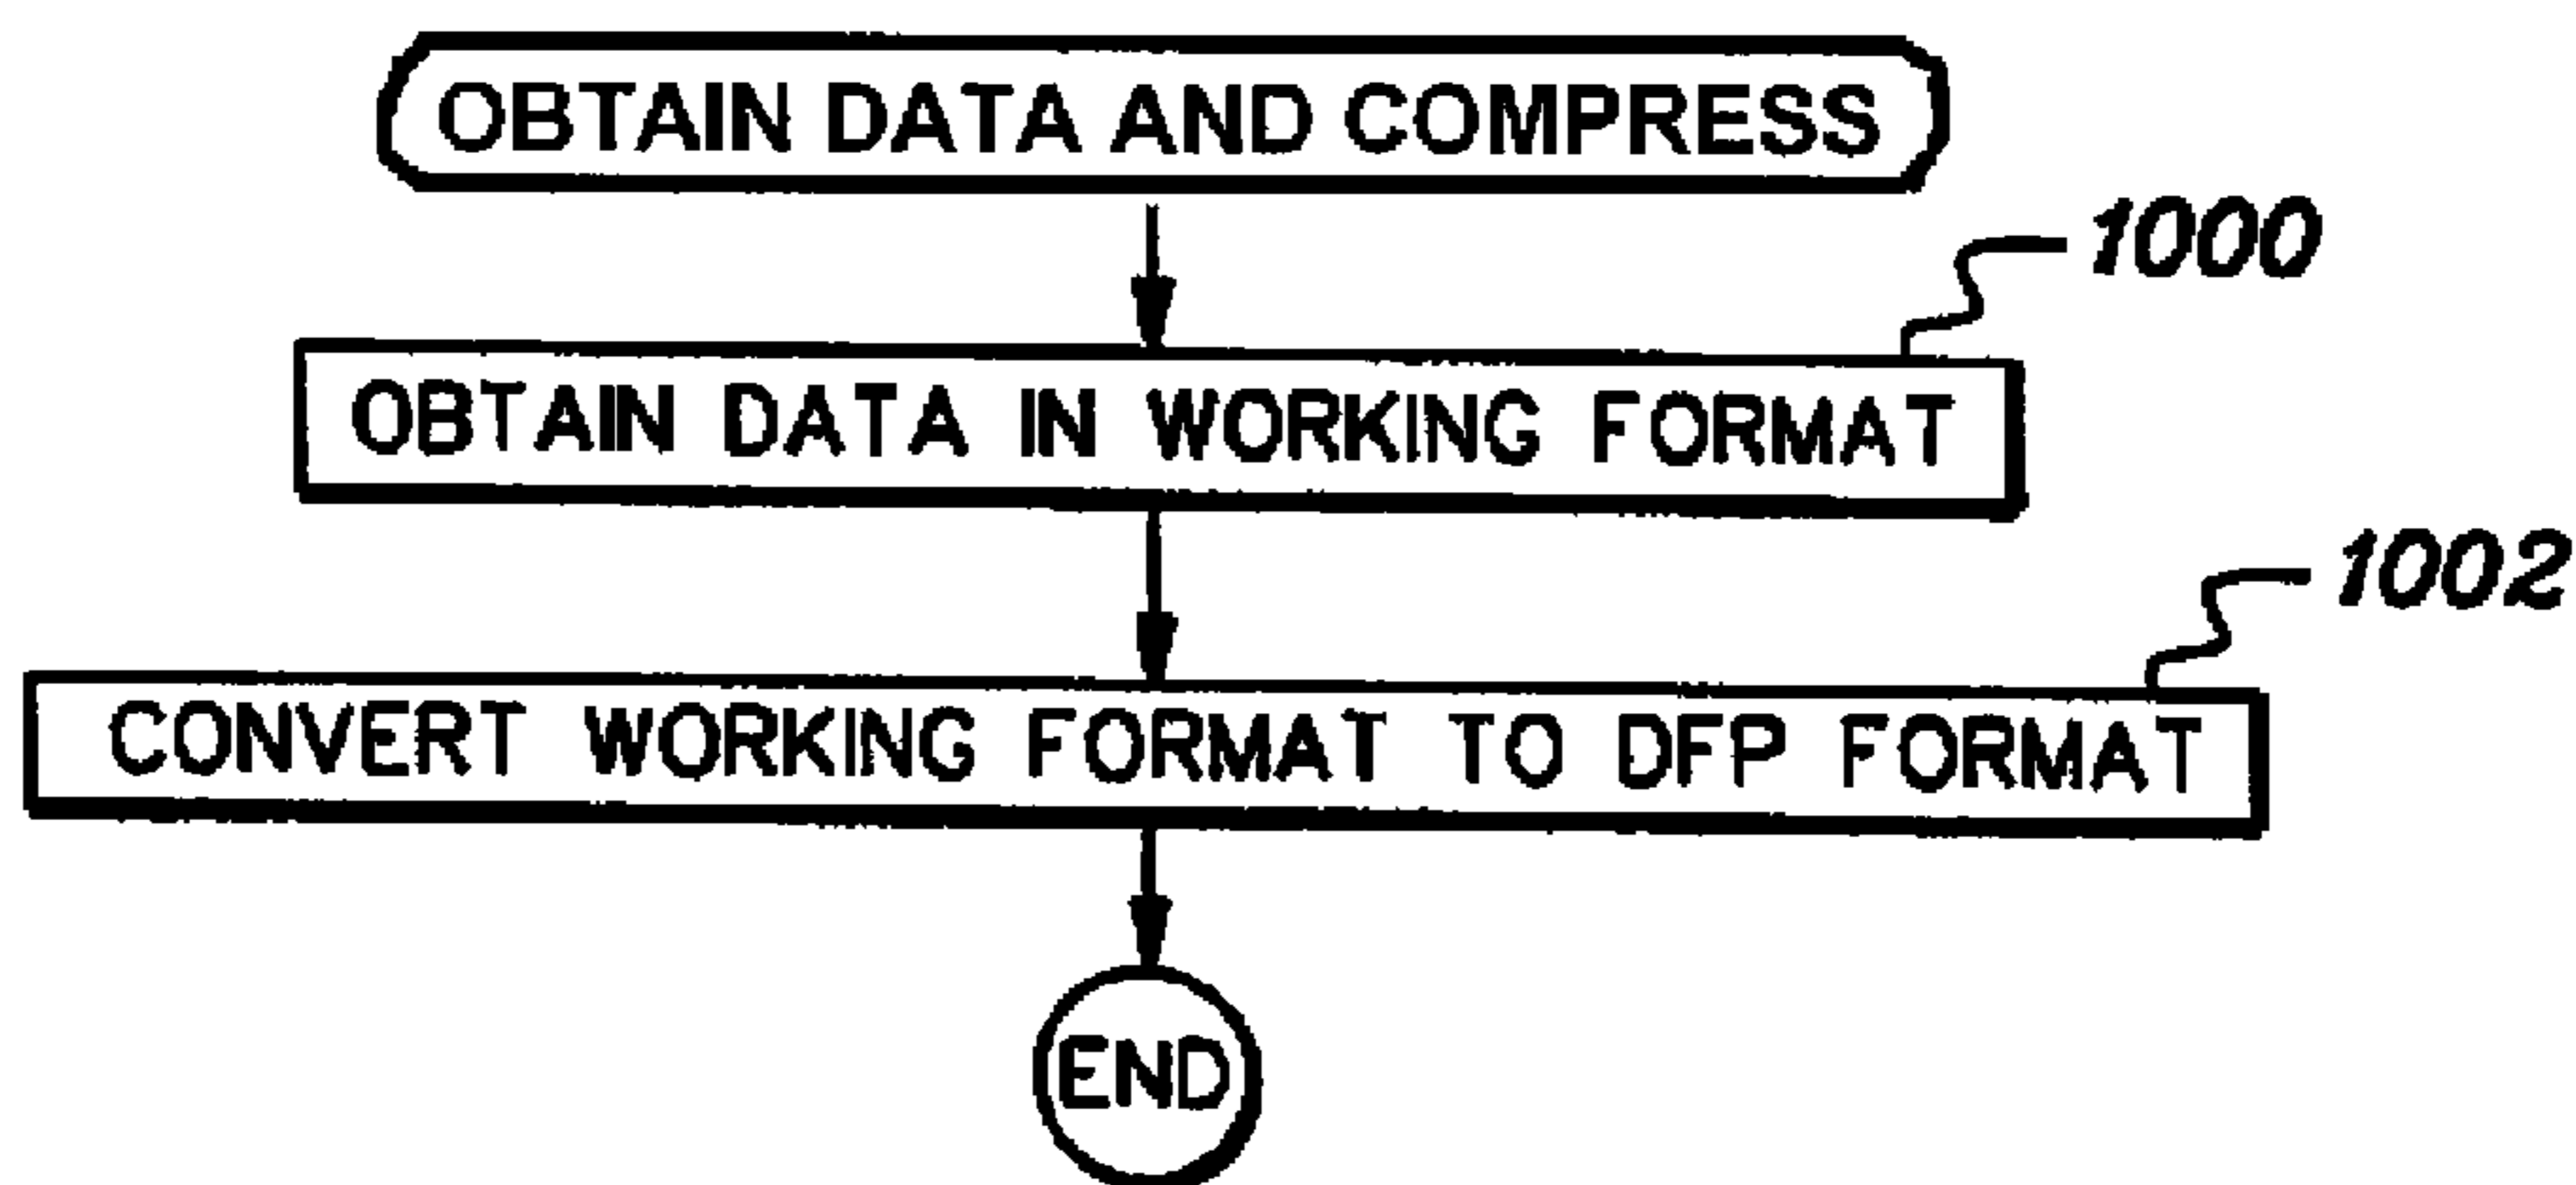 OBTAIN DATA AND COMPRESS
1000
OBTAIN DATA IN WORKING FORMAT
1002
CONVERT WORKING FORMAT TO DFP FORMAT
END